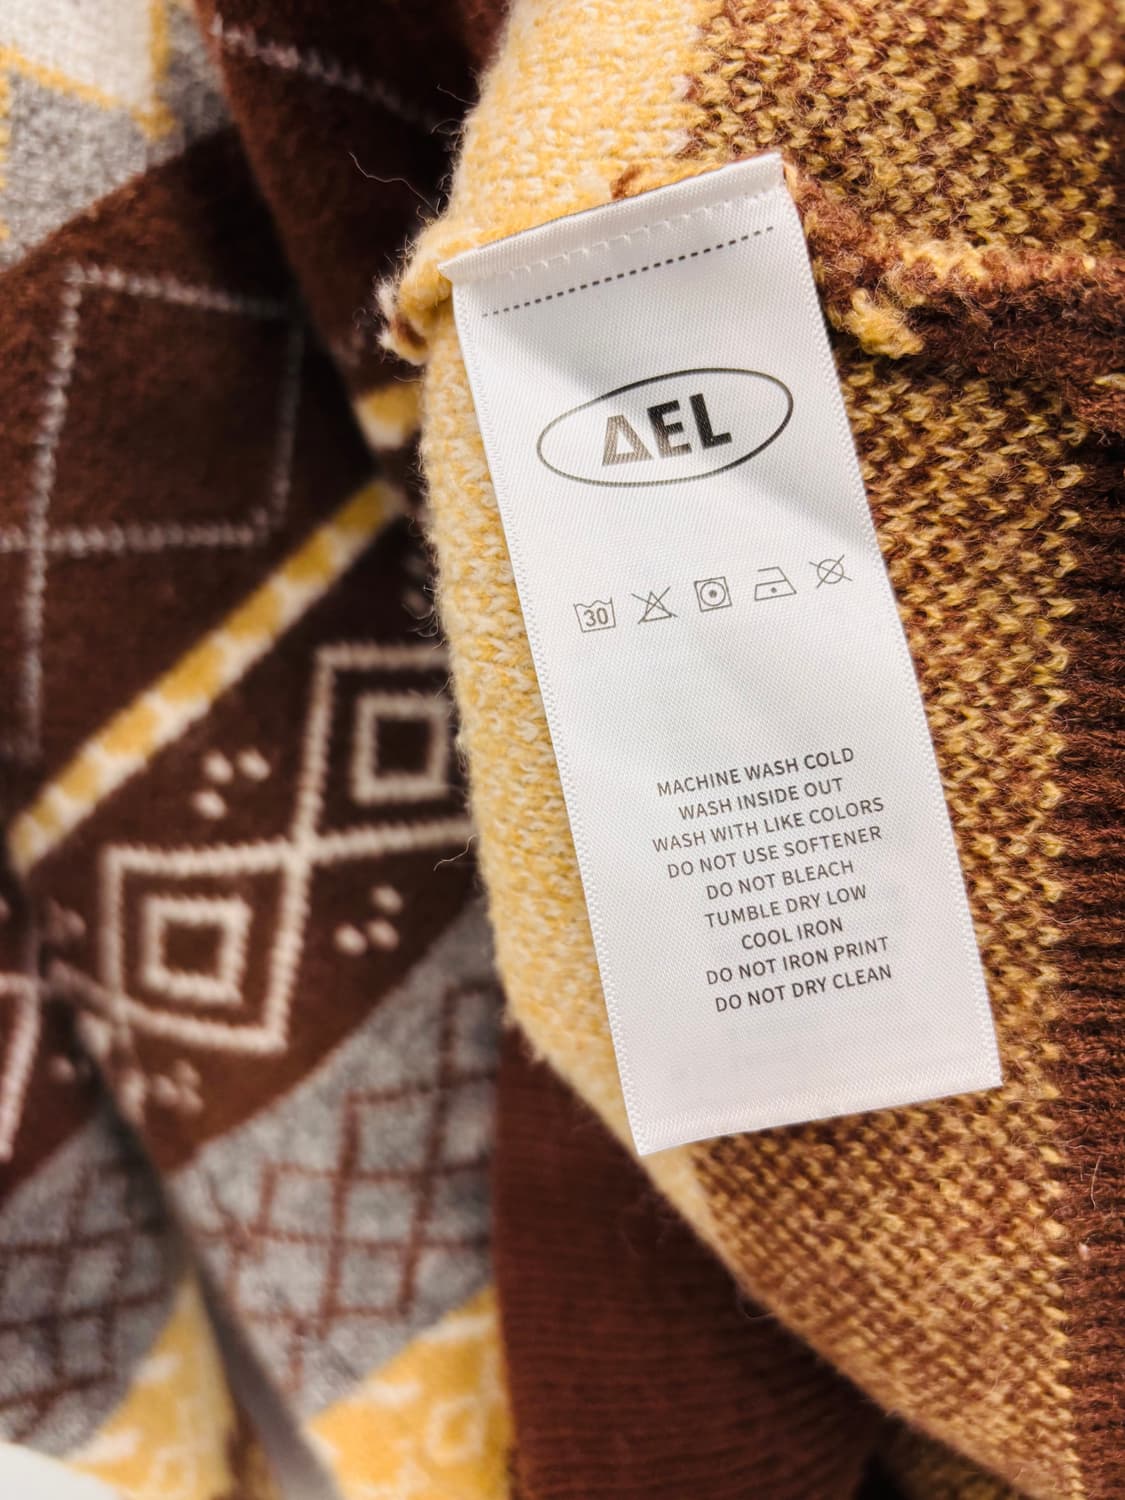 AEL
30
MACHINE WASH COLD
WASH INSIDE OUT
WASH WITH LIKE COLORS
DO NOT USE SOFTENER
DO NOT BLEACH
TUMBLE DRY LOW
COOL IRON
DO NOT IRON PRINT
DO NOT DRY CLEAN